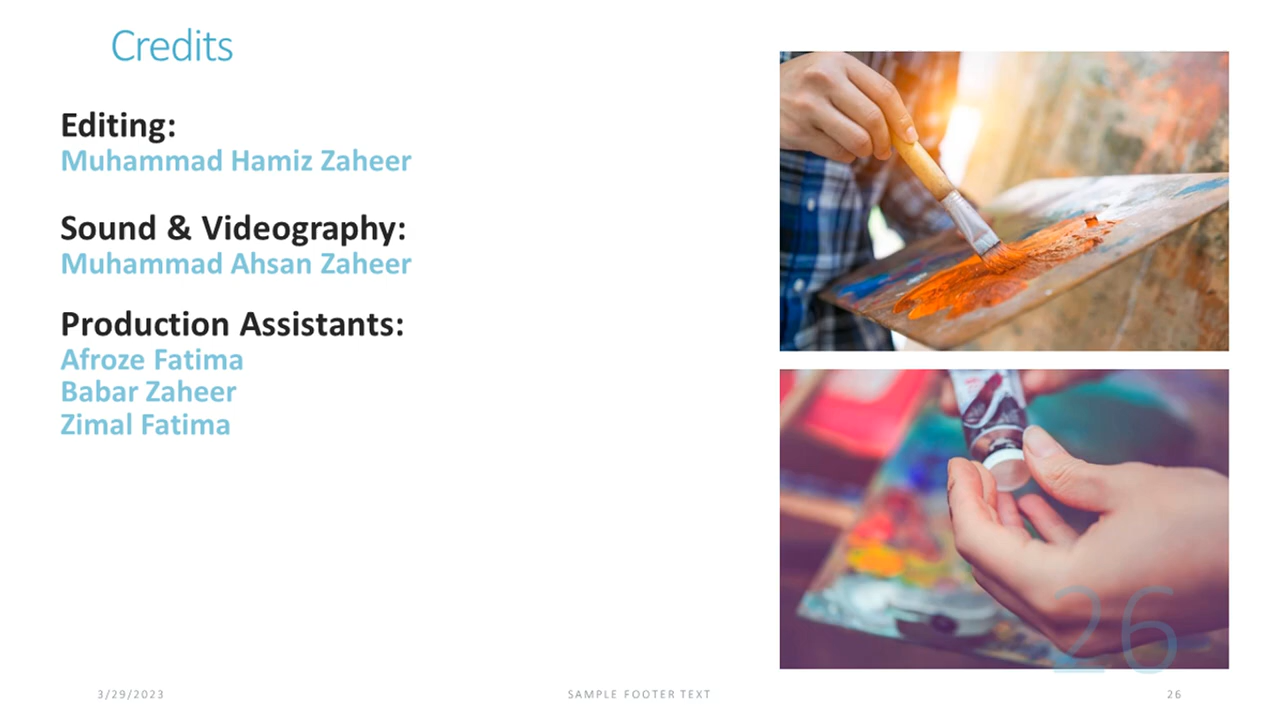 Credits
Editing:
Muhammad Hamiz Zaheer
Sound & Videography:
Muhammad Ahsan Zaheer
Production Assistants:
Afroze Fatima
Babar Zaheer
Zimal Fatima
26
3/29/2023
SAMPLE FOOTER TEXT
26